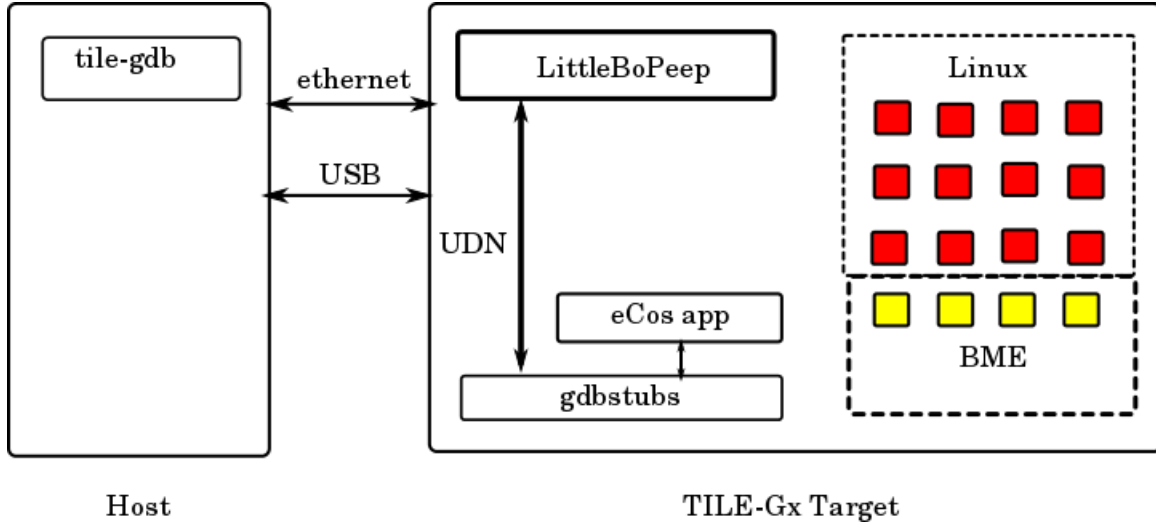 tile-gdb
ethernet
USB
LittleBoPeep
UDN
eCos app
gdbstubs
Linux
BME
Host
TILE-Gx Target